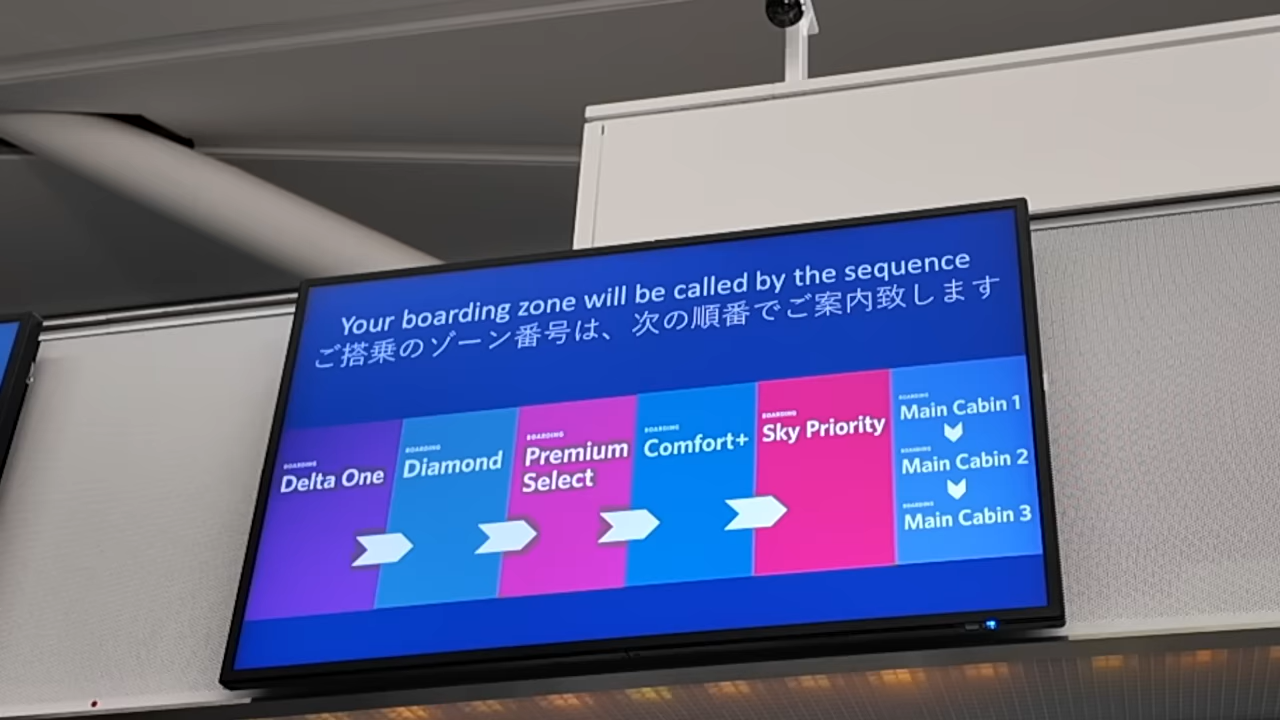 Your boarding zone will be called by the sequence
ご搭乗のゾーン番号は、次の順番でご案内致します
BOARDING
Delta One
BOARDING
Diamond
BOARDING
Premium
Select
BOARDING
Comfort+
BOARDING
Sky Priority
BOARDING
Main Cabin 1
BOARDING
Main Cabin 2
BOARDING
Main Cabin 3